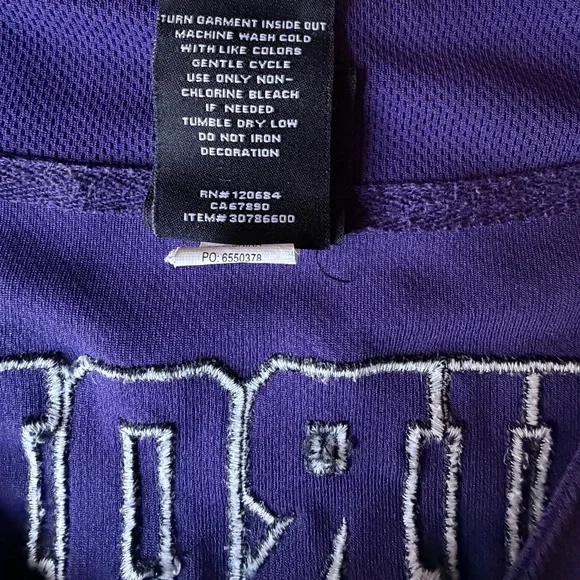 -TURN GARMENT INSIDE OUT
MACHINE WASH COLD
WITH LIKE COLORS
GENTLE CYCLE
USE ONLY NON-
CHLORINE BLEACH
IF NEEDED
TUMBLE DRY LOW
DO NOT IRON
DECORATION
RN# 120684
CA67890
ITEM# 30786600
PO: 6550378